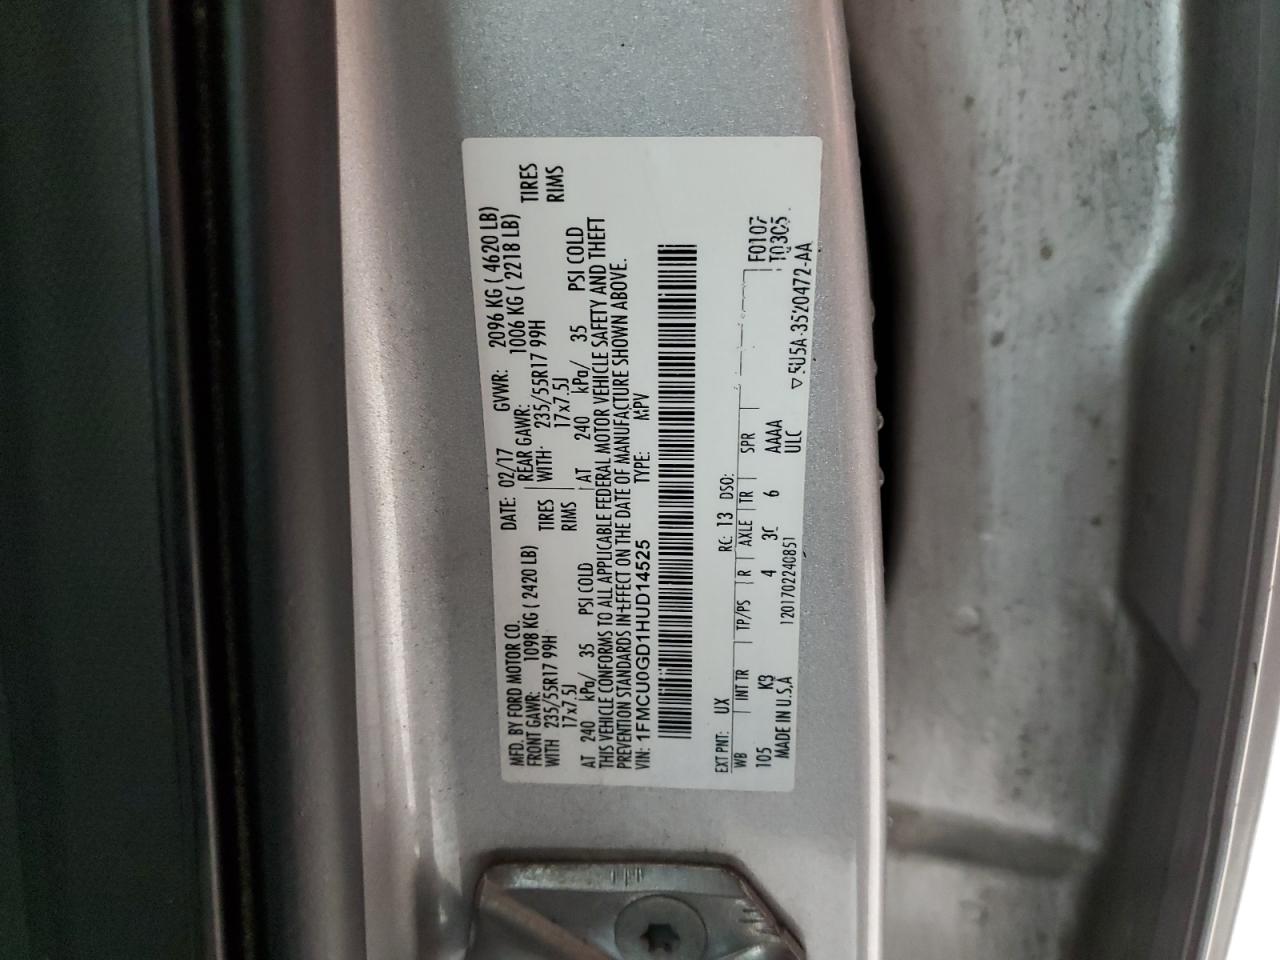 MFD. BY FORD MOTOR CO. DATE: 02/17 GVWR: 2096 KG ( 4620 LB)
FRONT GAWR: 1098 KG ( 2420 LB) REAR GAWR: 1006 KG ( 2218 LB)
WITH 235/55R17 99H TIRES WITH: 235/55R17 99H TIRES
17x7.5J RIMS 17x7.5J RIMS
AT 240 kPa/ 35 PSI COLD AT 240 kPa/ 35 PSI COLD
THIS VEHICLE CONFORMS TO ALL APPLICABLE FEDERAL MOTOR VEHICLE SAFETY AND THEFT
PREVENTION STANDARDS IN EFFECT ON THE DATE OF MANUFACTURE SHOWN ABOVE.
VIN: 1FMCU0GD1HUD14525 TYPE: MPV
EXT PNT: UX RC: 13 DSO: F0107
WB INT TR TP/PS R AXLE TR SPR T0305
105 K9 4 3C 6 AAAA
MADE IN U.S.A 1201702240851 ULC 5U5A-3520472-AA